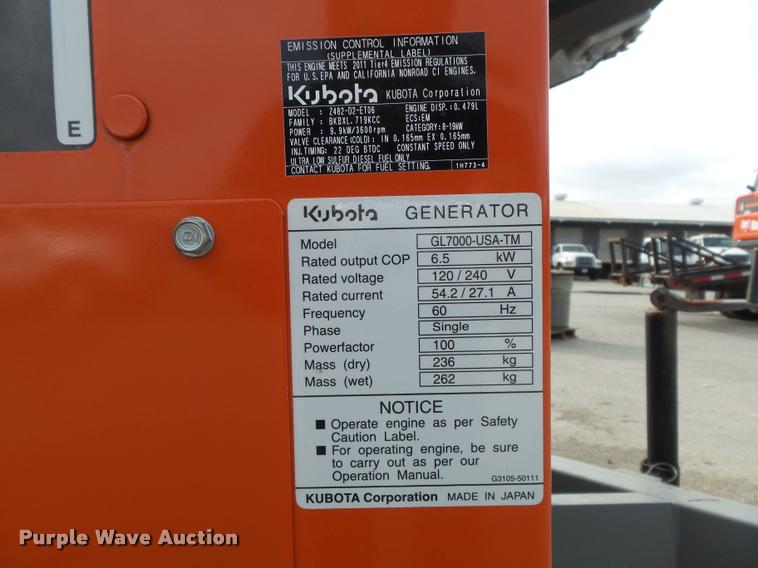 E
EMISSION CONTROL INFORMATION
(SUPPLEMENTAL LABEL)
THIS ENGINE MEETS 2011 Tier4 EMISSION REGULATIONS
FOR U.S. EPA AND CALIFORNIA NONROAD CI ENGINES.
Kubota KUBOTA Corporation
MODEL : Z482-D2-ET06 ENGINE DISP.: 0.479L
FAMILY : BKBXL.719KCC ECS:EM
POWER : 9.9kW/3600rpm CATEGORY: 8-19kW
VALVE CLEARANCE(COLD): IN 0.165mm EX 0.165mm
INJ. TIMING: 22 DEG BTDC CONSTANT SPEED ONLY
ULTRA LOW SULFUR DIESEL FUEL ONLY
CONTACT KUBOTA FOR FUEL SETTING. 1H773-4
Kubota GENERATOR
Model GL7000-USA-TM
Rated output COP 6.5 kW
Rated voltage 120/240 V
Rated current 54.2/27.1 A
Frequency 60 Hz
Phase Single
Powerfactor 100 %
Mass (dry) 236 kg
Mass (wet) 262 kg
NOTICE
■ Operate engine as per Safety
Caution Label.
■ For operating engine, be sure
to carry out as per our
Operation Manual. G3105-50111
KUBOTA Corporation MADE IN JAPAN
Purple Wave Auction